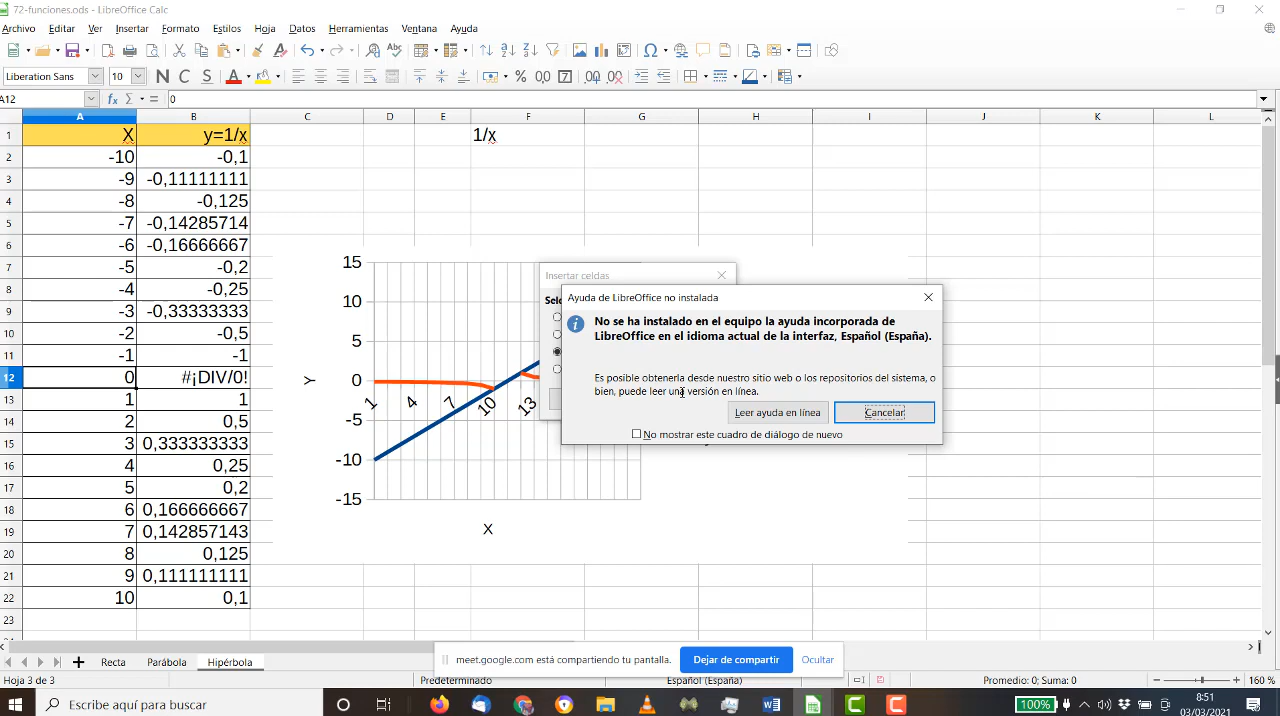 72-funciones.ods - LibreOffice Calc
Archivo Editar Ver Insertar Formato Estilos Hoja Datos Herramientas Ventana Ayuda
Liberation Sans 10 N C S
A12 0
A B C D E F G H I J K L
1 X y=1/x 1/x
2 -10 -0,1
3 -9 -0,11111111
4 -8 -0,125
5 -7 -0,14285714
6 -6 -0,16666667
7 -5 -0,2
8 -4 -0,25
9 -3 -0,33333333
10 -2 -0,5
11 -1 -1
12 0 #¡DIV/0!
13 1 1
14 2 0,5
15 3 0,333333333
16 4 0,25
17 5 0,2
18 6 0,166666667
19 7 0,142857143
20 8 0,125
21 9 0,111111111
22 10 0,1
23
15
10
5
0
-5
-10
-15
Y
1 4 7 10 13
X
Insertar celdas
Ayuda de LibreOffice no instalada
No se ha instalado en el equipo la ayuda incorporada de
LibreOffice en el idioma actual de la interfaz, Español (España).
Es posible obtenerla desde nuestro sitio web o los repositorios del sistema, o
bien, puede leer una versión en línea.
Leer ayuda en línea Cancelar
No mostrar este cuadro de diálogo de nuevo
Recta Parábola Hipérbola
meet.google.com está compartiendo tu pantalla. Dejar de compartir Ocultar
Hoja 3 de 3 Predeterminado Español (España) Promedio: 0; Suma: 0 160 %
Escribe aquí para buscar
100%
8:51
03/03/2021